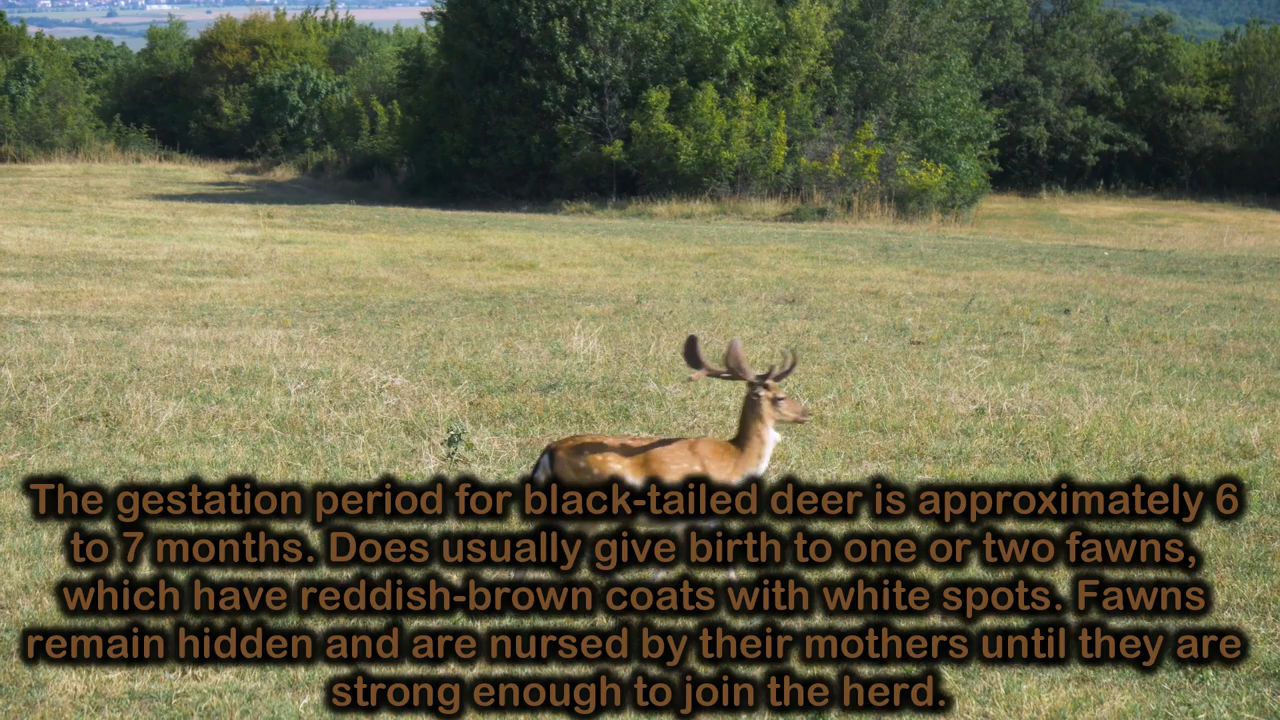 The gestation period for black-tailed deer is approximately 6
to 7 months. Does usually give birth to one or two fawns,
which have reddish-brown coats with white spots. Fawns
remain hidden and are nursed by their mothers until they are
strong enough to join the herd.